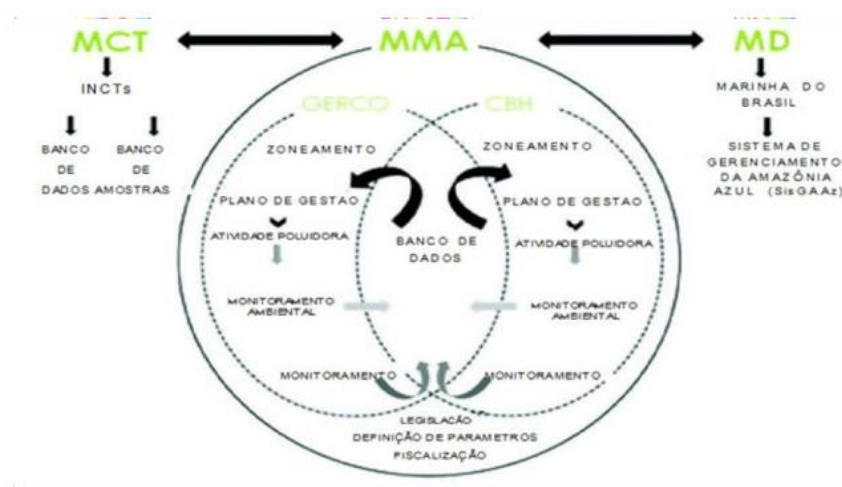 MCT
MMA
MD
INCTs
BANCO DE DADOS
BANCO DE AMOSTRAS
GERCO
ZONEAMENTO
PLANO DE GESTAO
ATIVIDADE POLUIDORA
MONITORAMENTO
AMBIENTAL
MONITORAMENTO
BANCO DE
DADOS
CBH
ZONEAMENTO
PLANO DE GESTAO
ATIVIDADE POLUIDORA
MONITORAMENTO
AMBIENTAL
MONITORAMENTO
LEGISLAÇÃO
DEFINIÇÃO DE PARAMETROS
FISCALIZAÇÃO
MARINHA DO
BRASIL
SISTEMA DE
GERENCIAMENTO
DA AMAZÔNIA
AZUL (SisGAAz)